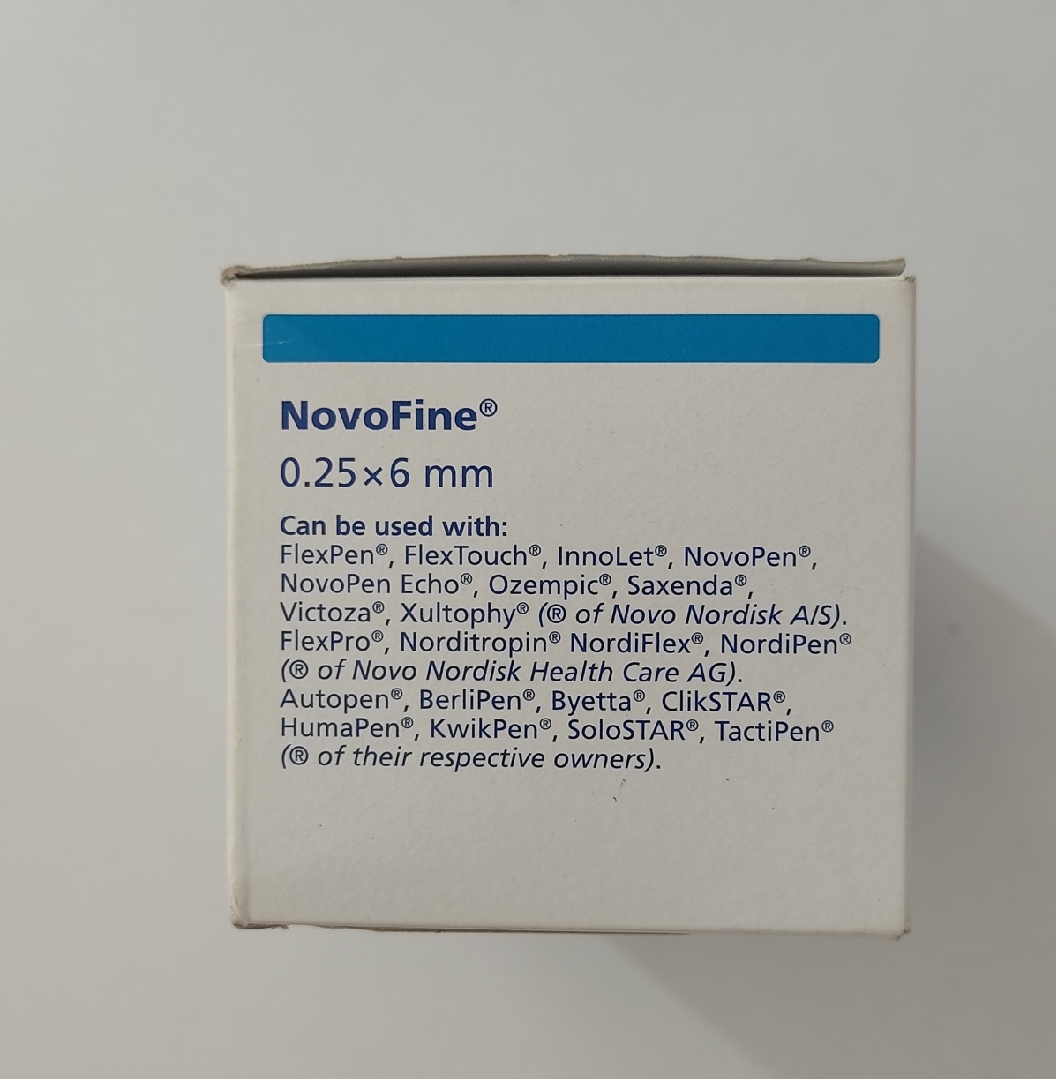 NovoFine®
0.25×6 mm
Can be used with:
FlexPen®, FlexTouch®, InnoLet®, NovoPen®,
NovoPen Echo®, Ozempic®, Saxenda®,
Victoza®, Xultophy® (® of Novo Nordisk A/S).
FlexPro®, Norditropin® NordiFlex®, NordiPen®
(® of Novo Nordisk Health Care AG).
Autopen®, BerliPen®, Byetta®, ClikSTAR®,
HumaPen®, KwikPen®, SoloSTAR®, TactiPen®
(® of their respective owners).